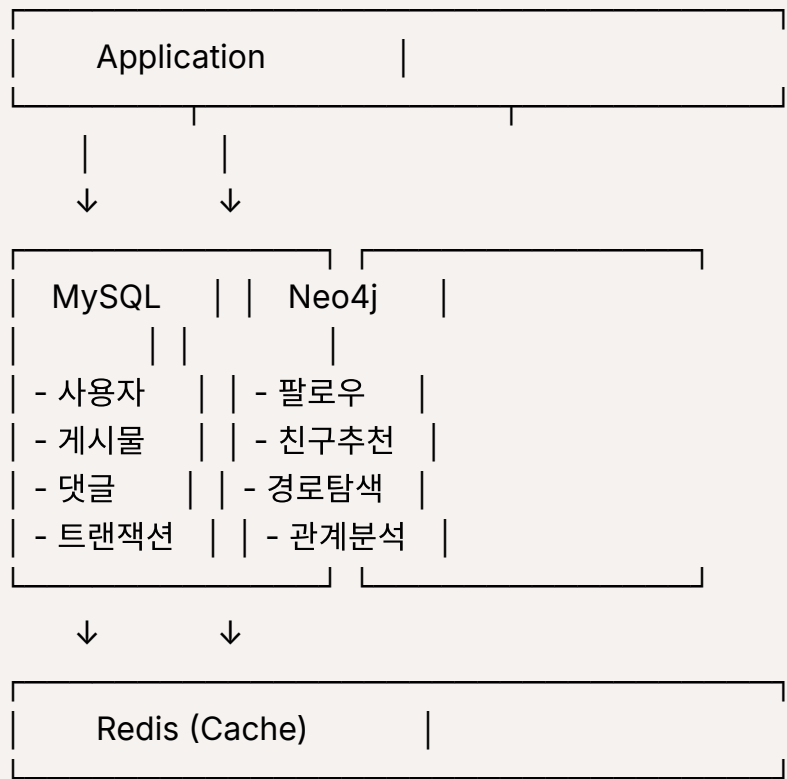 Application
MySQL Neo4j
- 사용자 - 팔로우
- 게시물 - 친구추천
- 댓글 - 경로탐색
- 트랜잭션 - 관계분석
Redis (Cache)